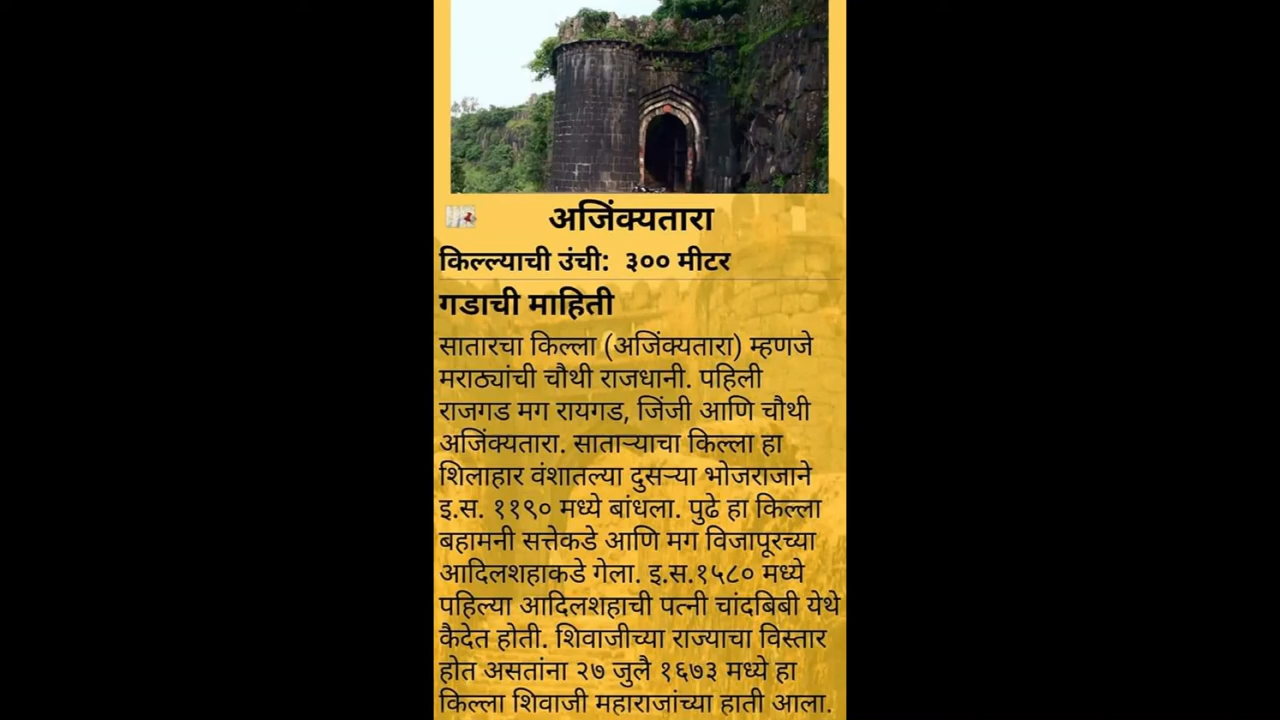 अजिंक्यतारा
किल्ल्याची उंची: ३०० मीटर
गडाची माहिती
सातारचा किल्ला (अजिंक्यतारा) म्हणजे
मराठ्यांची चौथी राजधानी. पहिली
राजगड मग रायगड, जिंजी आणि चौथी
अजिंक्यतारा. साताऱ्याचा किल्ला हा
शिलाहार वंशातल्या दुसऱ्या भोजराजाने
इ.स. ११९० मध्ये बांधला. पुढे हा किल्ला
बहामनी सत्तेकडे आणि मग विजापूरच्या
आदिलशहाकडे गेला. इ.स.१५८० मध्ये
पहिल्या आदिलशहाची पत्नी चांदबिबी येथे
कैदेत होती. शिवाजीच्या राज्याचा विस्तार
होत असतांना २७ जुलै १६७३ मध्ये हा
किल्ला शिवाजी महाराजांच्या हाती आला.